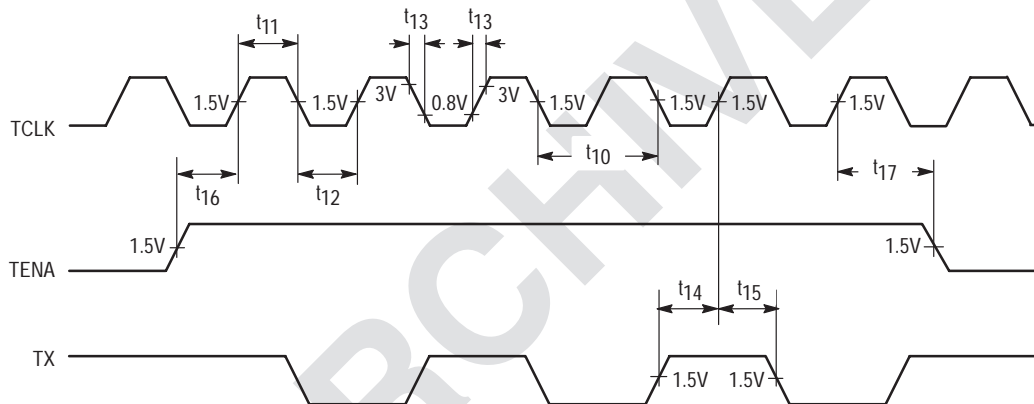 t11
t13
t13
1.5V
1.5V
3V
0.8V
3V
1.5V
1.5V
1.5V
1.5V
TCLK
t10
t16
t12
t17
1.5V
1.5V
TENA
t14
t15
TX
1.5V
1.5V
ARCHIVE